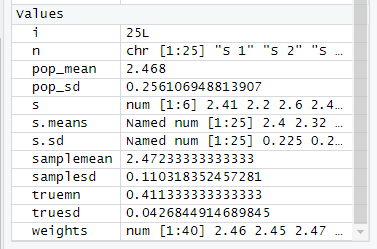 Values
i 25L
n chr [1:25] "S 1" "S 2" "S …
pop_mean 2.468
pop_sd 0.256106948813907
s num [1:6] 2.41 2.2 2.6 2.4…
s.means Named num [1:25] 2.4 2.32 …
s.sd Named num [1:25] 0.225 0.2…
samplemean 2.47233333333333
samplesd 0.110318352457281
truemn 0.411333333333333
truesd 0.0426844914689845
weights num [1:40] 2.46 2.45 2.47 …